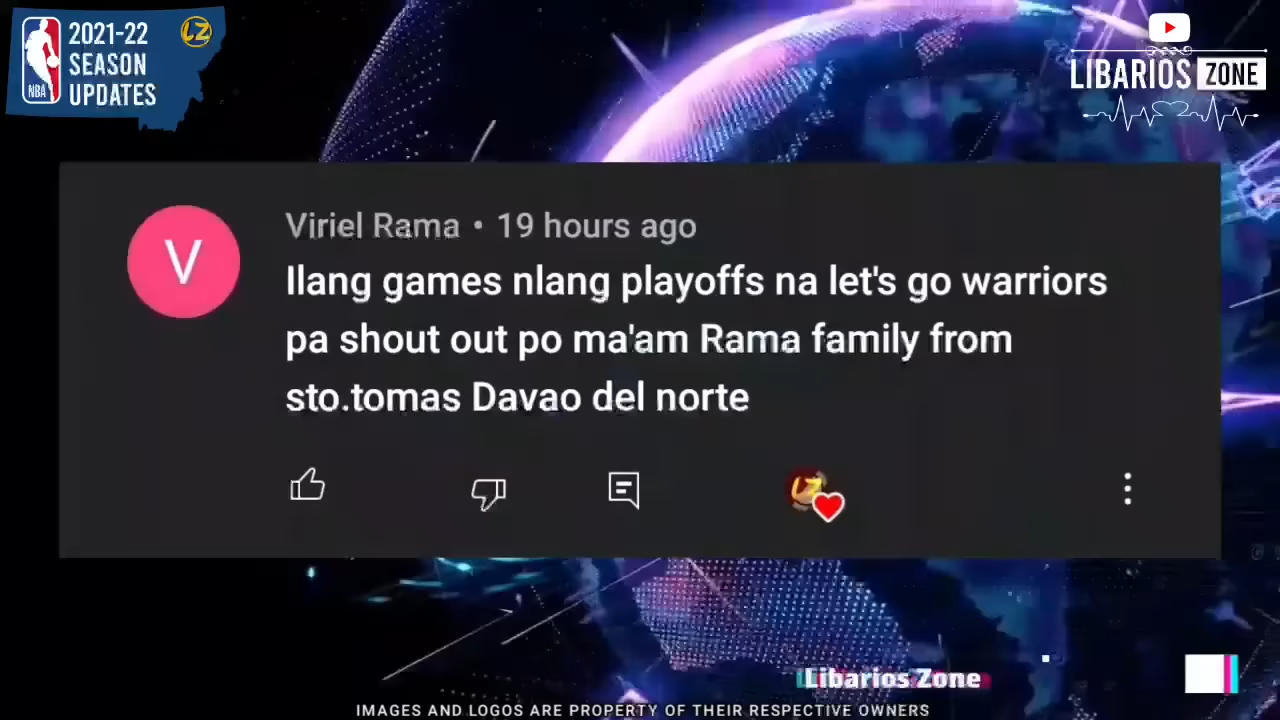 2021-22
SEASON
UPDATES
NBA
LZ
LIBARIOS ZONE
V
Viriel Rama • 19 hours ago
Ilang games nlang playoffs na let's go warriors
pa shout out po ma'am Rama family from
sto.tomas Davao del norte
LZ
Libarios Zone
IMAGES AND LOGOS ARE PROPERTY OF THEIR RESPECTIVE OWNERS